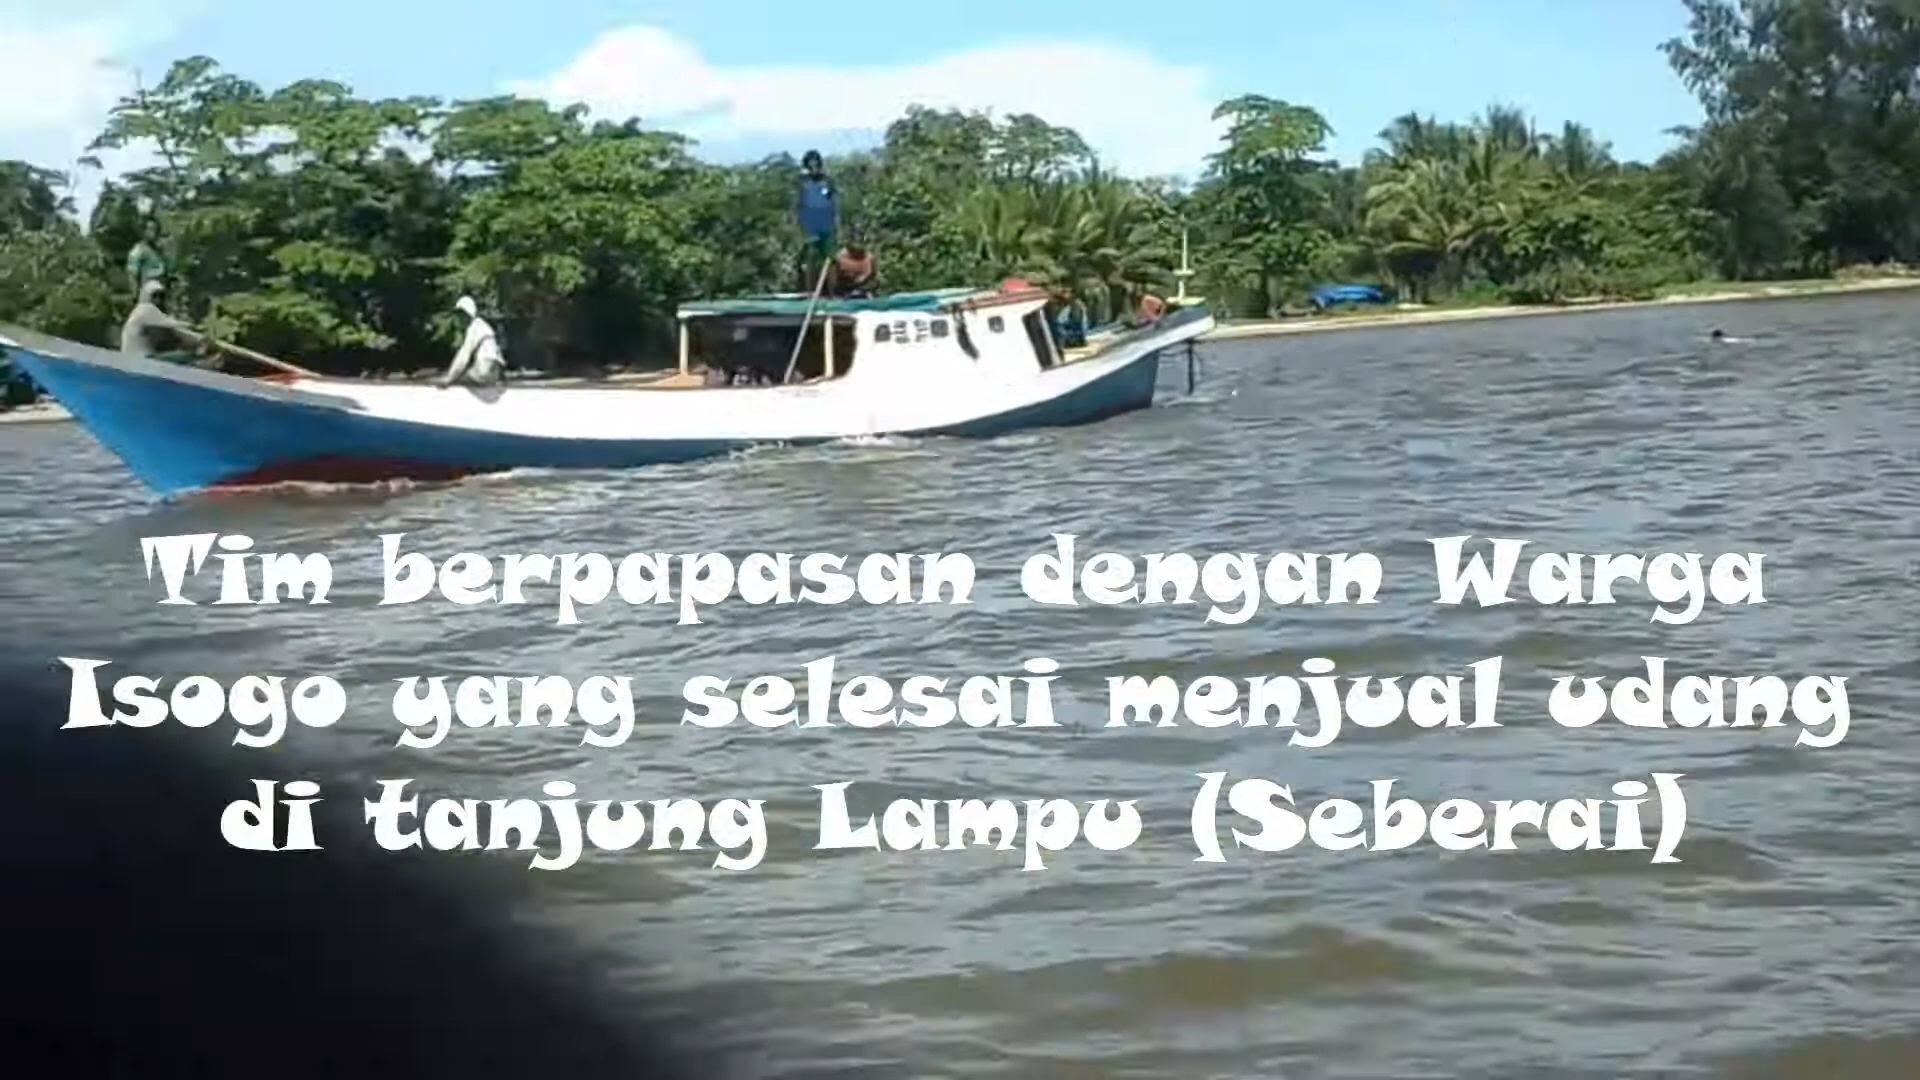 Tim berpapasan dengan Warga
Isogo yang selesai menjual udang
di tanjung Lampu (Seberai)